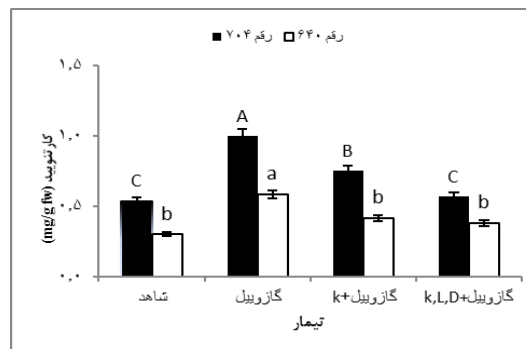 رقم ۷۰۴ رقم ۶۴۰
کارتنویید (mg/g fw)
۱٫۵
۱٫۰
۰٫۵
۰٫۰
C b A a B b C b
شاهد گازوییل گازوییل+k گازوییل+k,L,D
تیمار